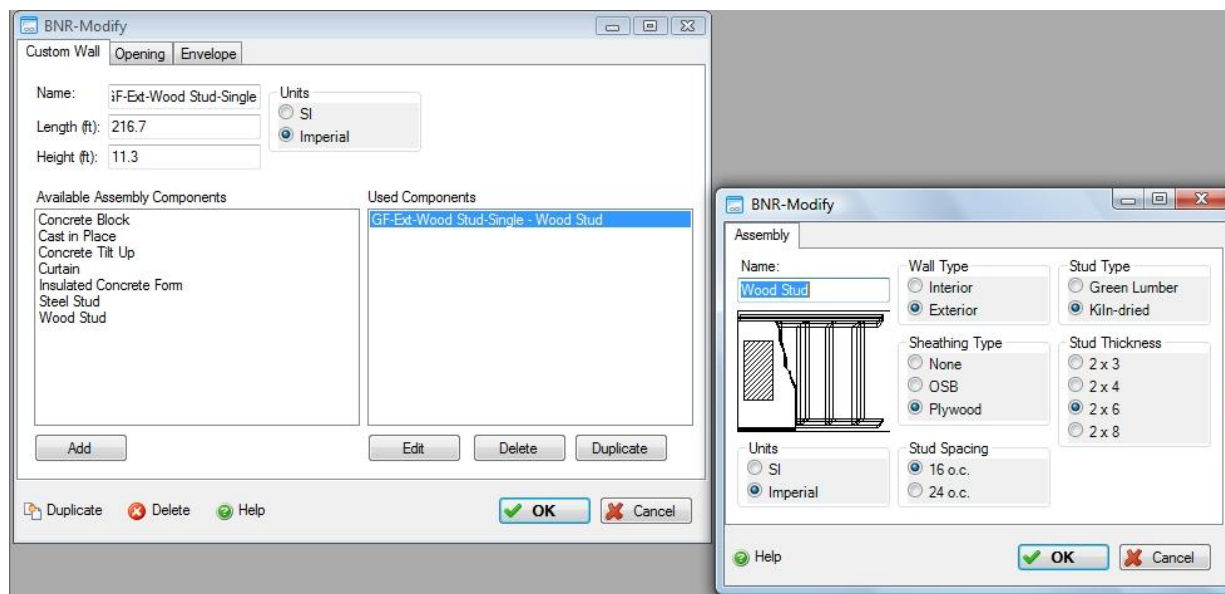 BNR-Modify
Custom Wall Opening Envelope
Name: GF-Ext-Wood Stud-Single
Length (ft): 216.7
Height (ft): 11.3
Units
SI
Imperial
Available Assembly Components
Concrete Block
Cast in Place
Concrete Tilt Up
Curtain
Insulated Concrete Form
Steel Stud
Wood Stud
Used Components
GF-Ext-Wood Stud-Single - Wood Stud
Add Edit Delete Duplicate
Duplicate Delete Help OK Cancel
BNR-Modify
Assembly
Name:
Wood Stud
Units
SI
Imperial
Wall Type
Interior
Exterior
Sheathing Type
None
OSB
Plywood
Stud Spacing
16 o.c.
24 o.c.
Stud Type
Green Lumber
Kiln-dried
Stud Thickness
2 x 3
2 x 4
2 x 6
2 x 8
Help OK Cancel